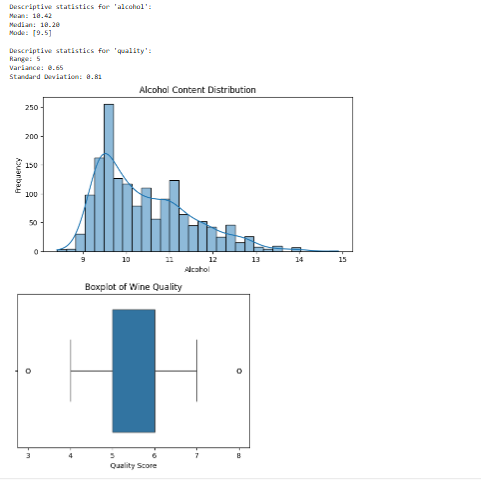 Descriptive statistics for 'alcohol':
Mean: 10.42
Median: 10.20
Mode: [9.5]
Descriptive statistics for 'quality':
Range: 5
Variance: 0.65
Standard Deviation: 0.81
Alcohol Content Distribution
250
200
150
100
50
0
Frequency
9 10 11 12 13 14 15
Alcohol
Boxplot of Wine Quality
3 4 5 6 7 8
Quality Score